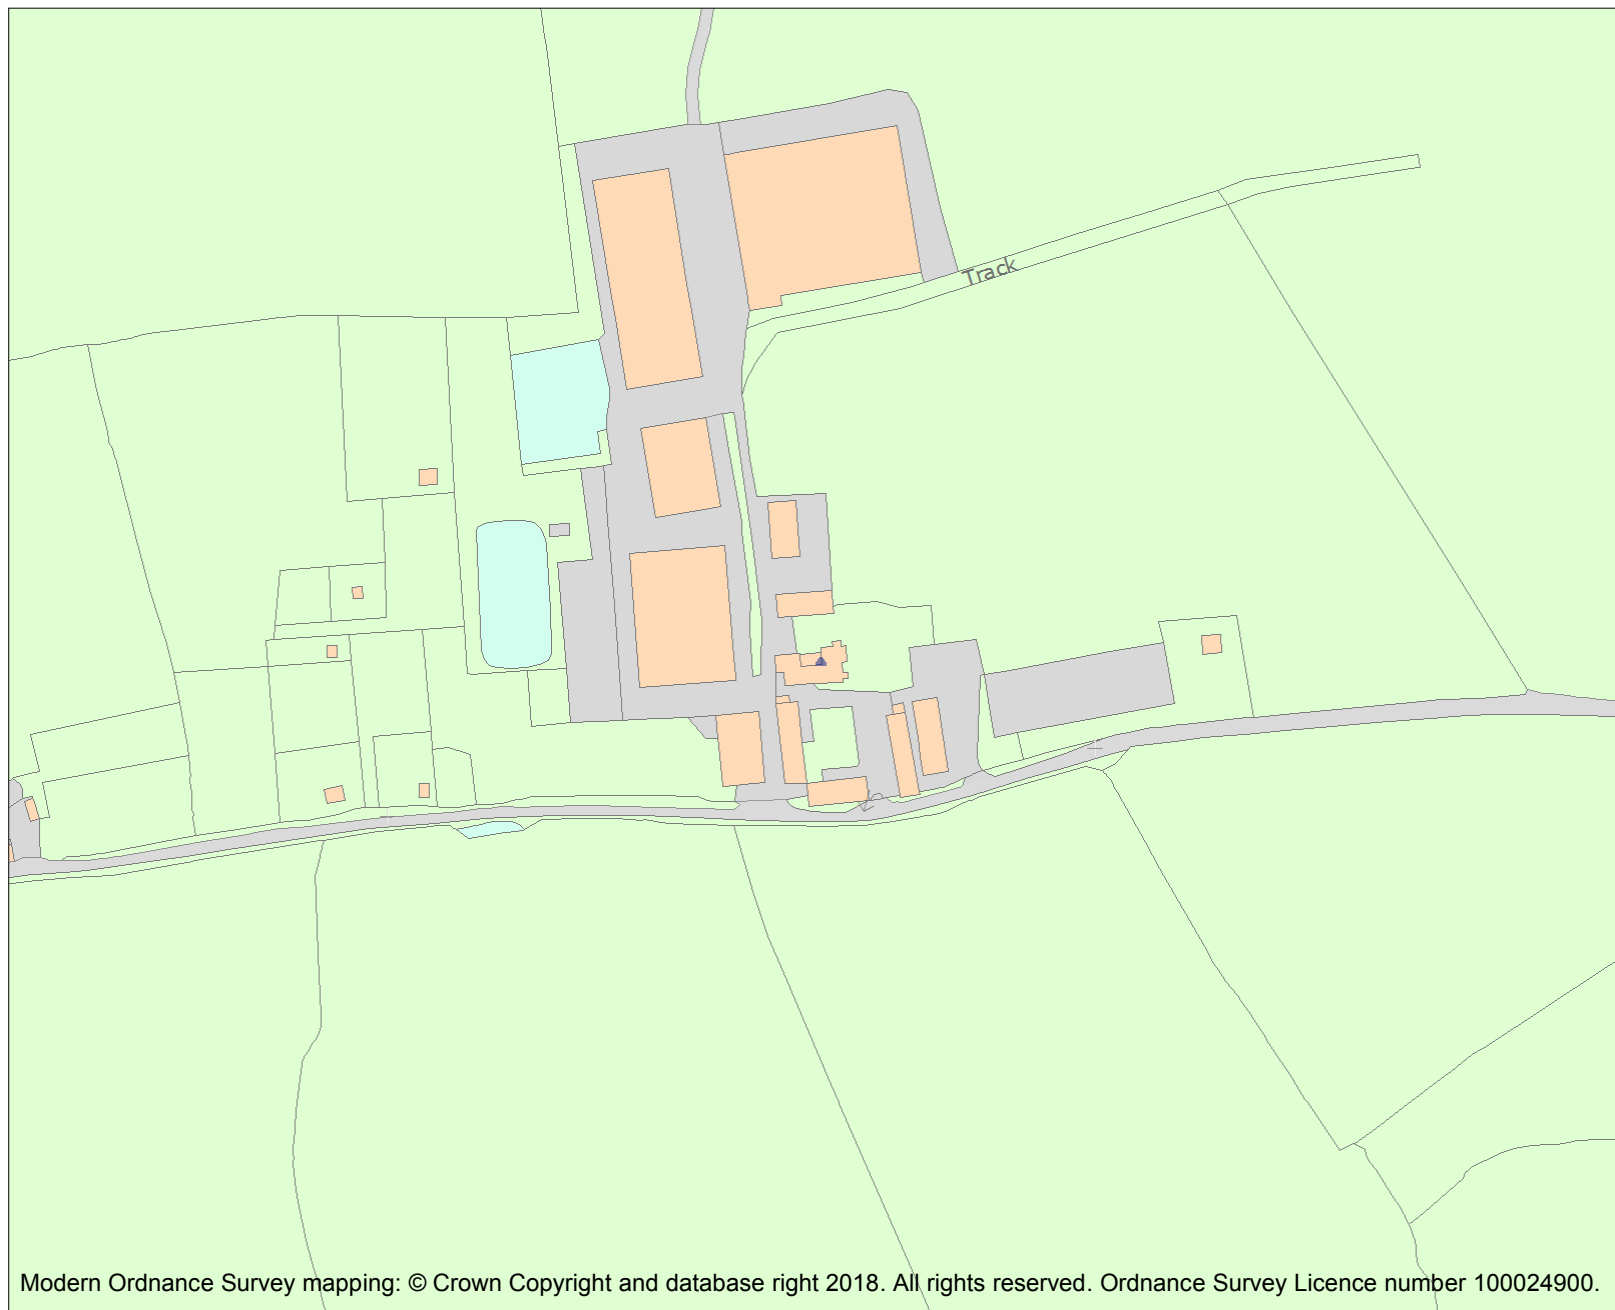 Track
Modern Ordnance Survey mapping: © Crown Copyright and database right 2018. All rights reserved. Ordnance Survey Licence number 100024900.